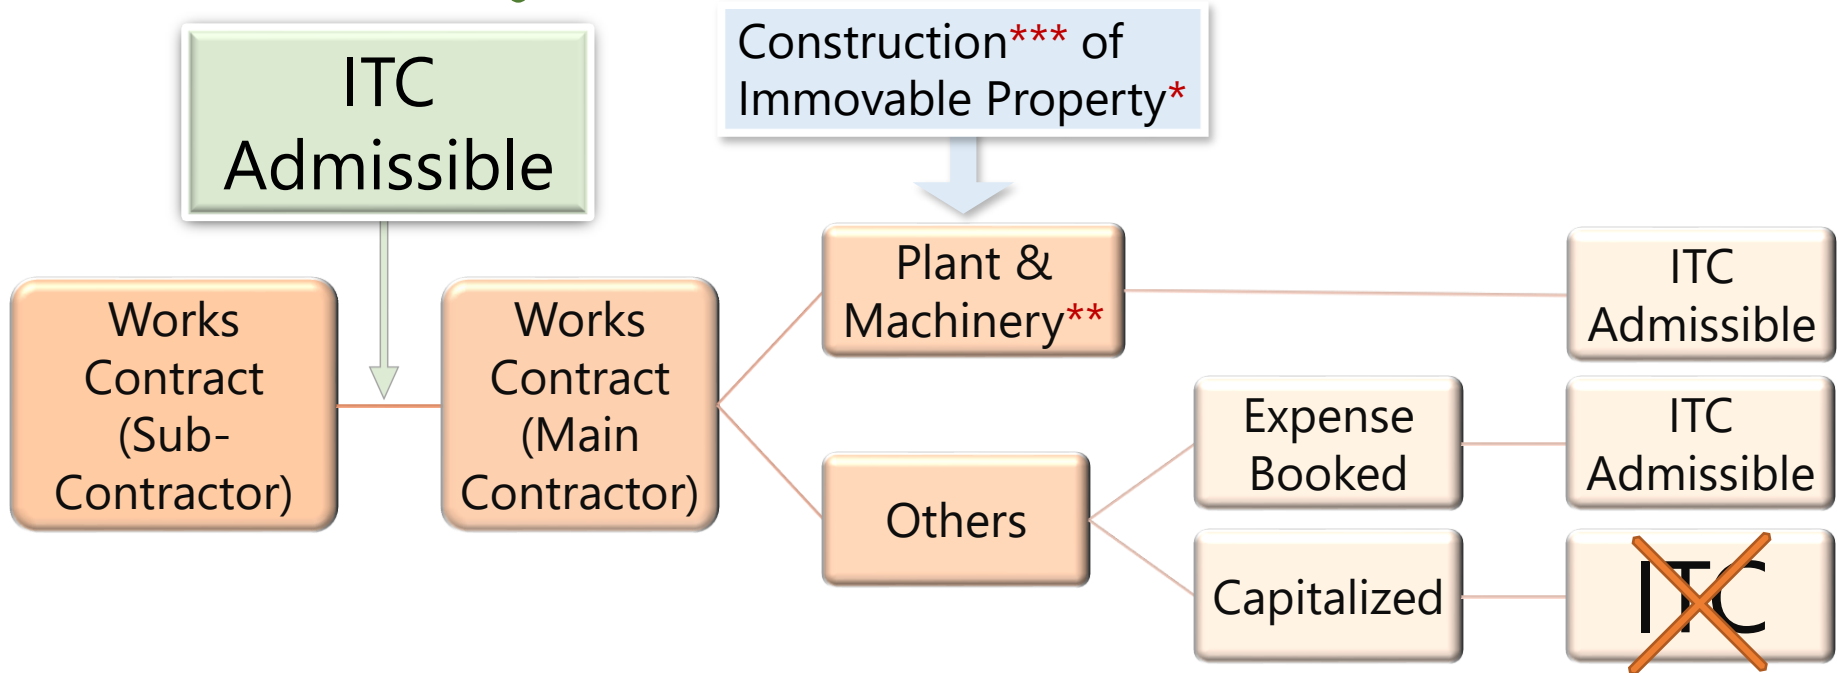 ITC
Admissible
Construction*** of
Immovable Property*
Works
Contract
(Sub-
Contractor)
Works
Contract
(Main
Contractor)
Plant &
Machinery**
ITC
Admissible
Others
Expense
Booked
ITC
Admissible
Capitalized
ITC